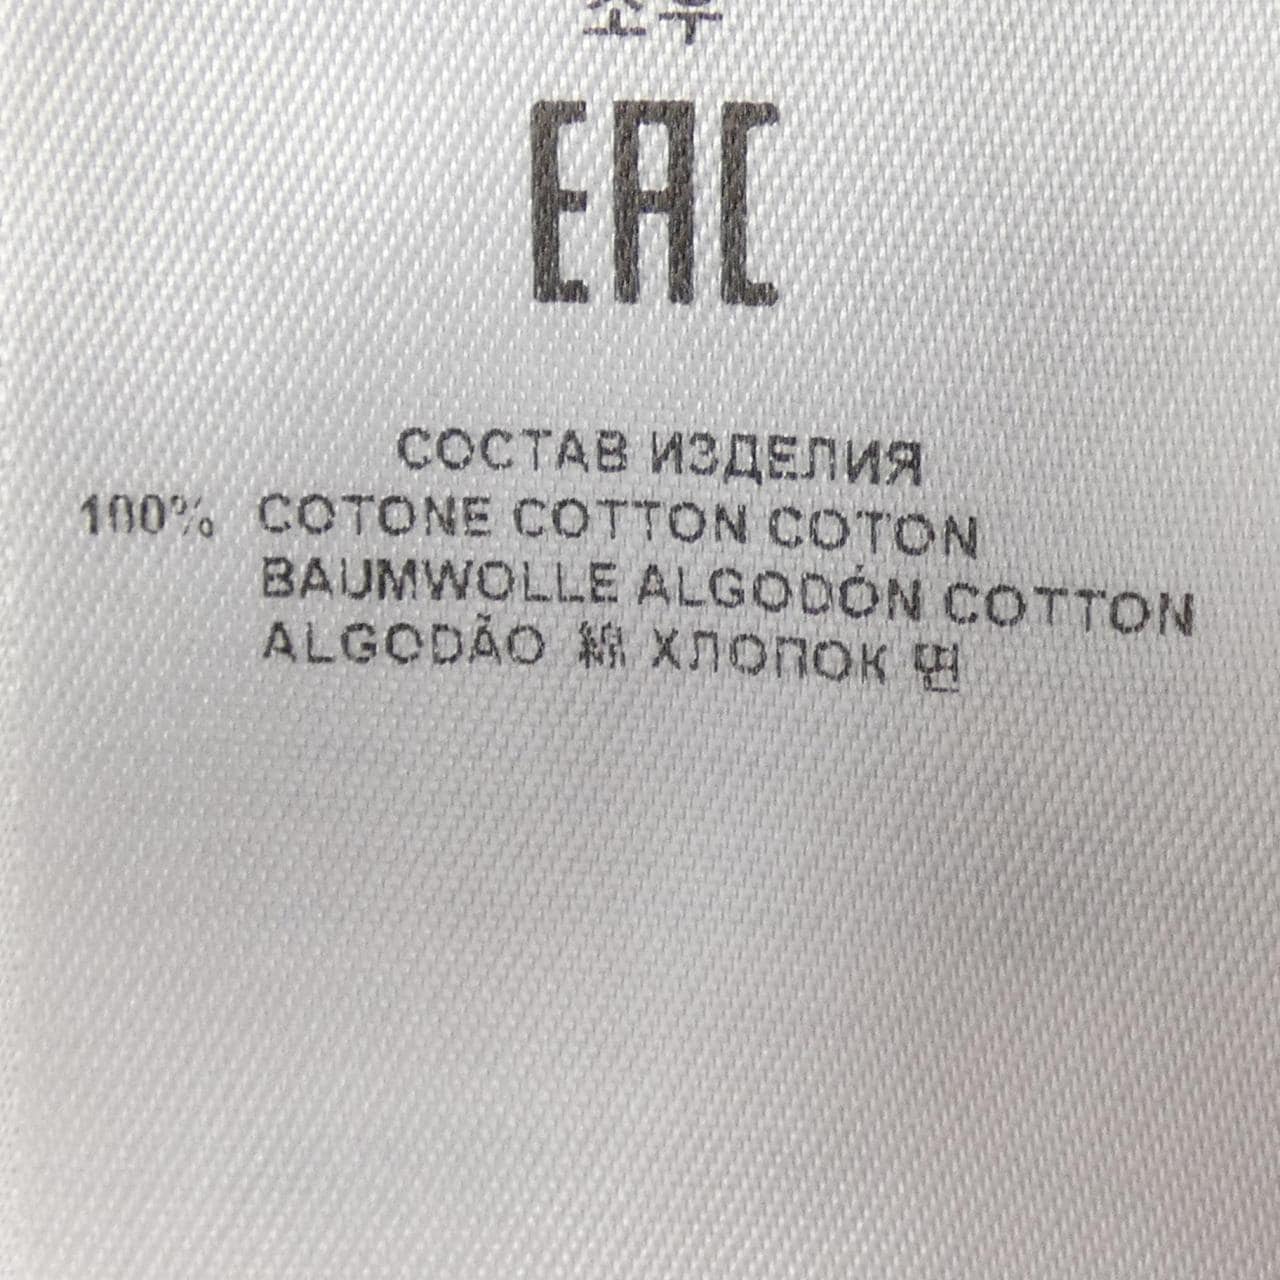 EAC
СОСТАВ ИЗДЕЛИЯ
100% COTONE COTTON COTON
BAUMWOLLE ALGODÓN COTTON
ALGODÃO 綿 ХЛОПОК 면